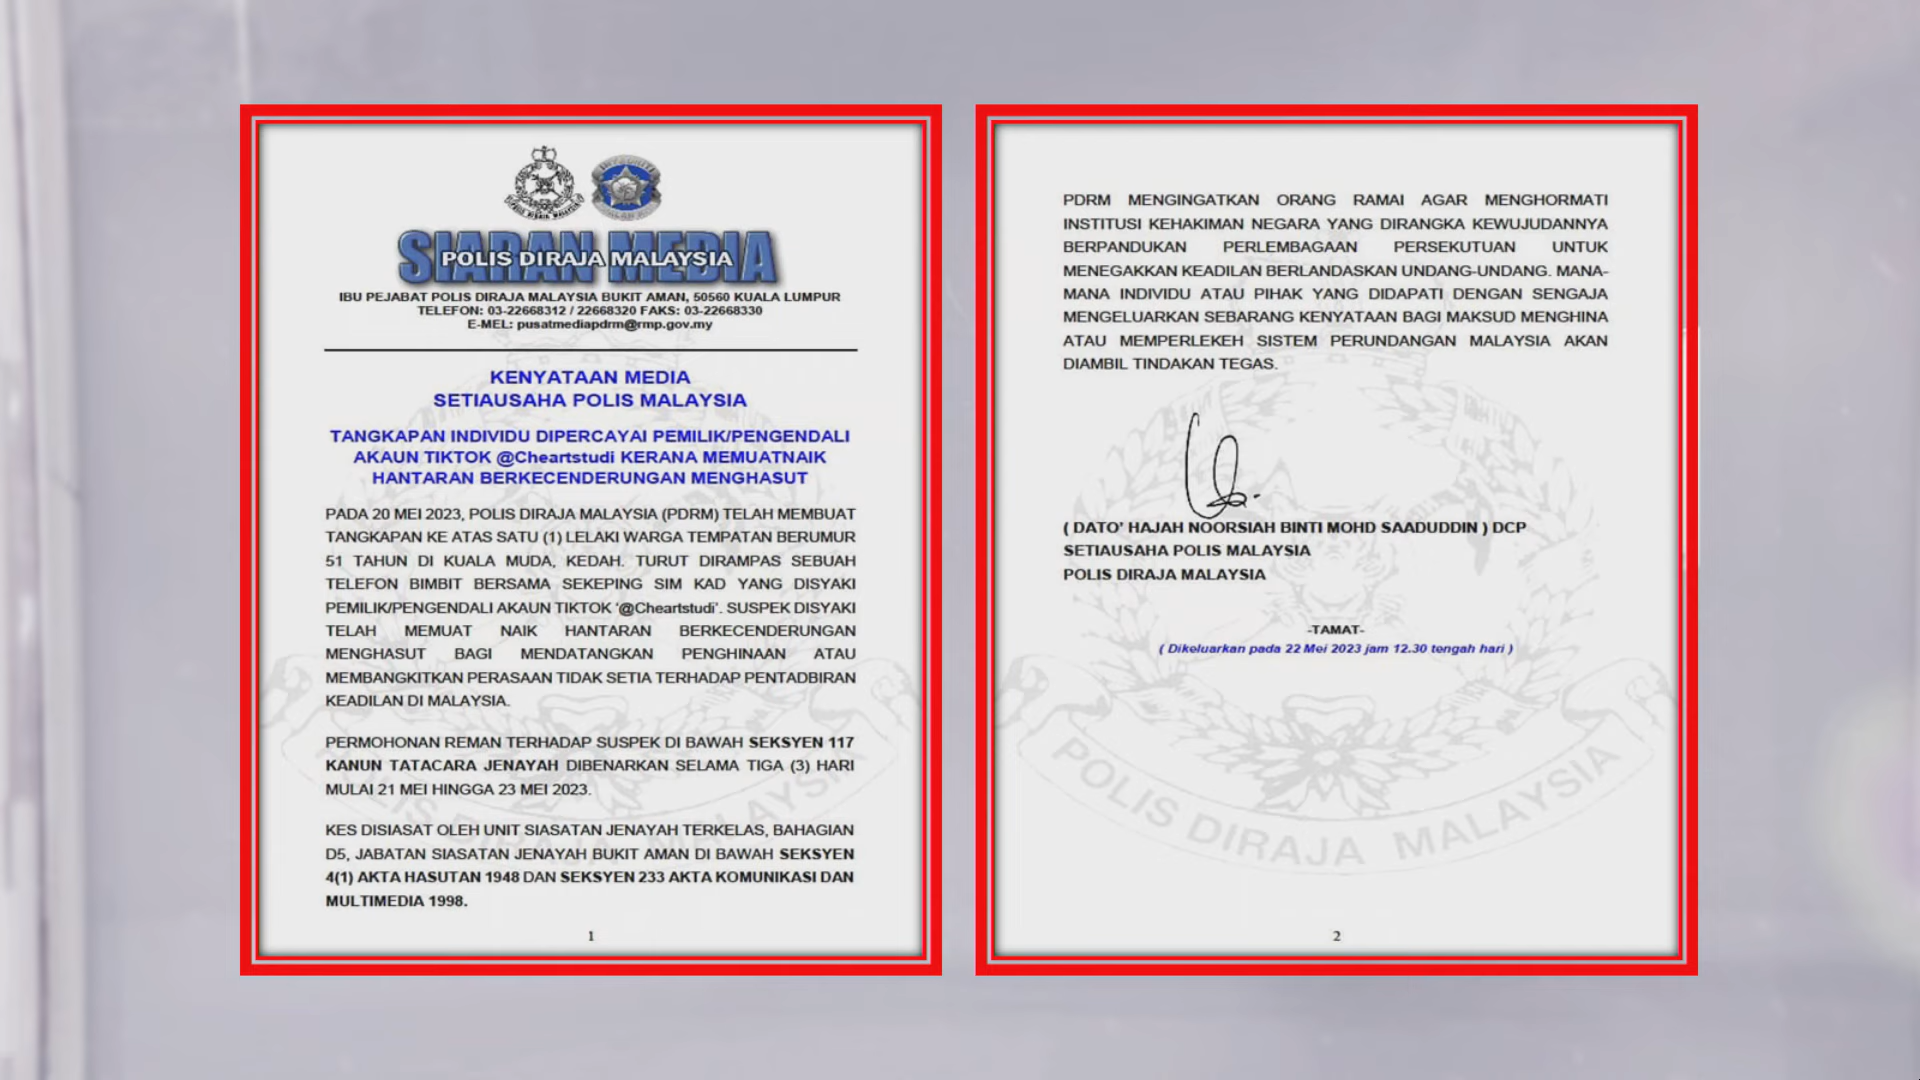 SIARAN MEDIA
POLIS DIRAJA MALAYSIA
IBU PEJABAT POLIS DIRAJA MALAYSIA BUKIT AMAN, 50560 KUALA LUMPUR
TELEFON: 03-22668312 / 22668320 FAKS: 03-22668330
E-MEL: pusatmediapdrm@rmp.gov.my
KENYATAAN MEDIA
SETIAUSAHA POLIS MALAYSIA
TANGKAPAN INDIVIDU DIPERCAYAI PEMILIK/PENGENDALI
AKAUN TIKTOK @Cheartstudi KERANA MEMUATNAIK
HANTARAN BERKECENDERUNGAN MENGHASUT
PADA 20 MEI 2023, POLIS DIRAJA MALAYSIA (PDRM) TELAH MEMBUAT
TANGKAPAN KE ATAS SATU (1) LELAKI WARGA TEMPATAN BERUMUR
51 TAHUN DI KUALA MUDA, KEDAH. TURUT DIRAMPAS SEBUAH
TELEFON BIMBIT BERSAMA SEKEPING SIM KAD YANG DISYAKI
PEMILIK/PENGENDALI AKAUN TIKTOK '@Cheartstudi'. SUSPEK DISYAKI
TELAH MEMUAT NAIK HANTARAN BERKECENDERUNGAN
MENGHASUT BAGI MENDATANGKAN PENGHINAAN ATAU
MEMBANGKITKAN PERASAAN TIDAK SETIA TERHADAP PENTADBIRAN
KEADILAN DI MALAYSIA.
PERMOHONAN REMAN TERHADAP SUSPEK DI BAWAH SEKSYEN 117
KANUN TATACARA JENAYAH DIBENARKAN SELAMA TIGA (3) HARI
MULAI 21 MEI HINGGA 23 MEI 2023.
KES DISIASAT OLEH UNIT SIASATAN JENAYAH TERKELAS, BAHAGIAN
D5, JABATAN SIASATAN JENAYAH BUKIT AMAN DI BAWAH SEKSYEN
4(1) AKTA HASUTAN 1948 DAN SEKSYEN 233 AKTA KOMUNIKASI DAN
MULTIMEDIA 1998.
1
PDRM MENGINGATKAN ORANG RAMAI AGAR MENGHORMATI
INSTITUSI KEHAKIMAN NEGARA YANG DIRANGKA KEWUJUDANNYA
BERPANDUKAN PERLEMBAGAAN PERSEKUTUAN UNTUK
MENEGAKKAN KEADILAN BERLANDASKAN UNDANG-UNDANG. MANA-
MANA INDIVIDU ATAU PIHAK YANG DIDAPATI DENGAN SENGAJA
MENGELUARKAN SEBARANG KENYATAAN BAGI MAKSUD MENGHINA
ATAU MEMPERLEKEH SISTEM PERUNDANGAN MALAYSIA AKAN
DIAMBIL TINDAKAN TEGAS.
( DATO' HAJAH NOORSIAH BINTI MOHD SAADUDDIN ) DCP
SETIAUSAHA POLIS MALAYSIA
POLIS DIRAJA MALAYSIA
-TAMAT-
( Dikeluarkan pada 22 Mei 2023 jam 12.30 tengah hari )
POLIS DIRAJA MALAYSIA
2